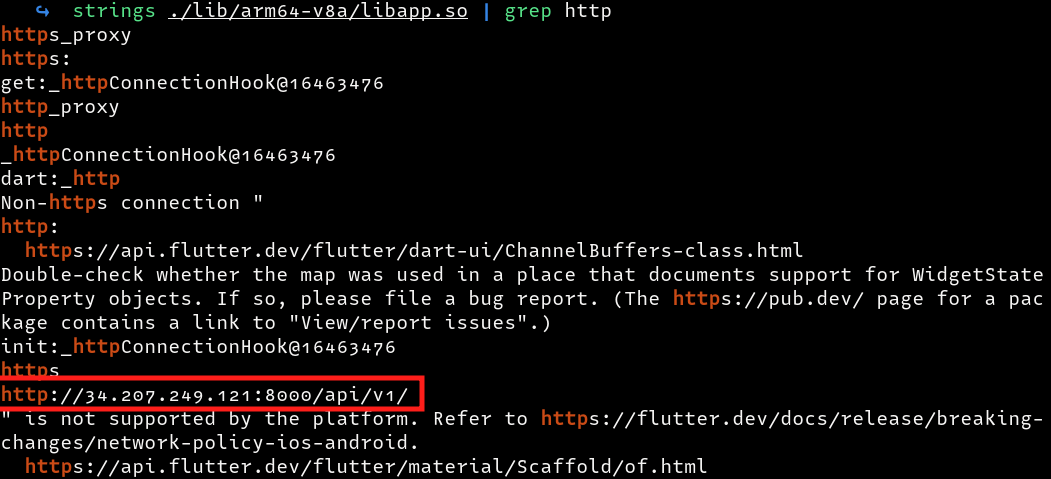 ↪ strings ./lib/arm64-v8a/libapp.so | grep http
https_proxy
https:
get:_httpConnectionHook@16463476
http_proxy
http
_httpConnectionHook@16463476
dart:_http
Non-https connection "
http:
https://api.flutter.dev/flutter/dart-ui/ChannelBuffers-class.html
Double-check whether the map was used in a place that documents support for WidgetState
Property objects. If so, please file a bug report. (The https://pub.dev/ page for a pac
kage contains a link to "View/report issues".)
init:_httpConnectionHook@16463476
https
http://34.207.249.121:8000/api/v1/
" is not supported by the platform. Refer to https://flutter.dev/docs/release/breaking-
changes/network-policy-ios-android.
https://api.flutter.dev/flutter/material/Scaffold/of.html